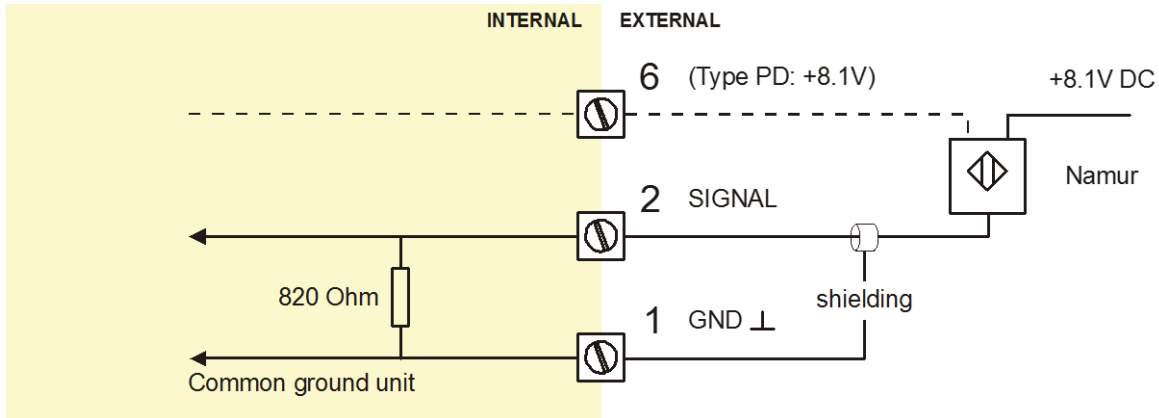 INTERNAL EXTERNAL
6 (Type PD: +8.1V) +8.1V DC
Namur
2 SIGNAL
820 Ohm
shielding
1 GND ⊥
Common ground unit